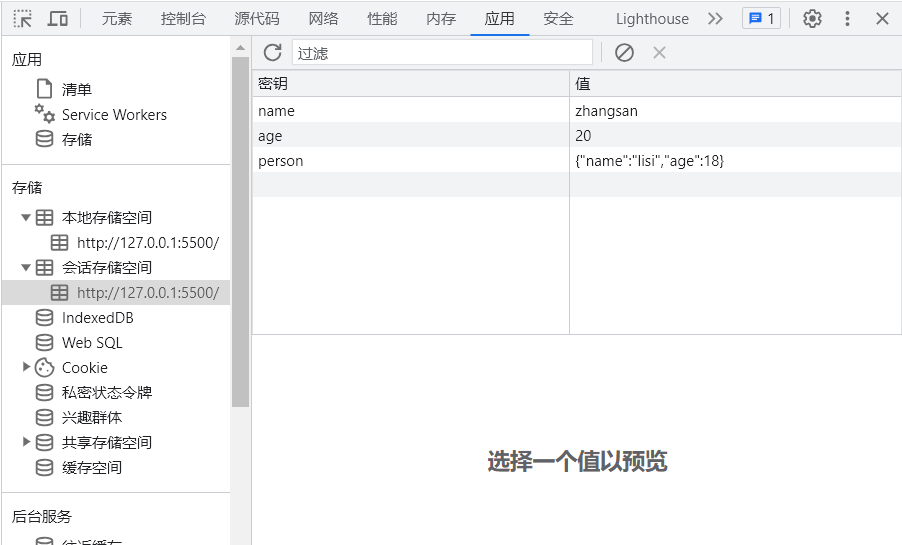 元素 控制台 源代码 网络 性能 内存 应用 安全 Lighthouse 1
应用
清单
Service Workers
存储
存储
本地存储空间
http://127.0.0.1:5500/
会话存储空间
http://127.0.0.1:5500/
IndexedDB
Web SQL
Cookie
私密状态令牌
兴趣群体
共享存储空间
缓存空间
后台服务
往返缓存
过滤
密钥 值
name zhangsan
age 20
person {"name":"lisi","age":18}
选择一个值以预览